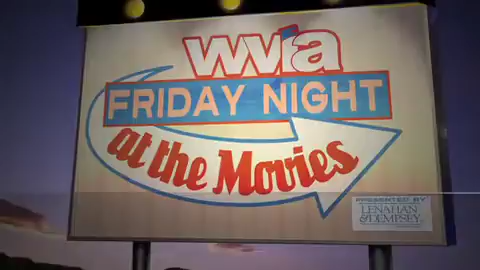 wvia
FRIDAY NIGHT
at the Movies
PRESENTED BY
LENAHAN
& DEMPSEY